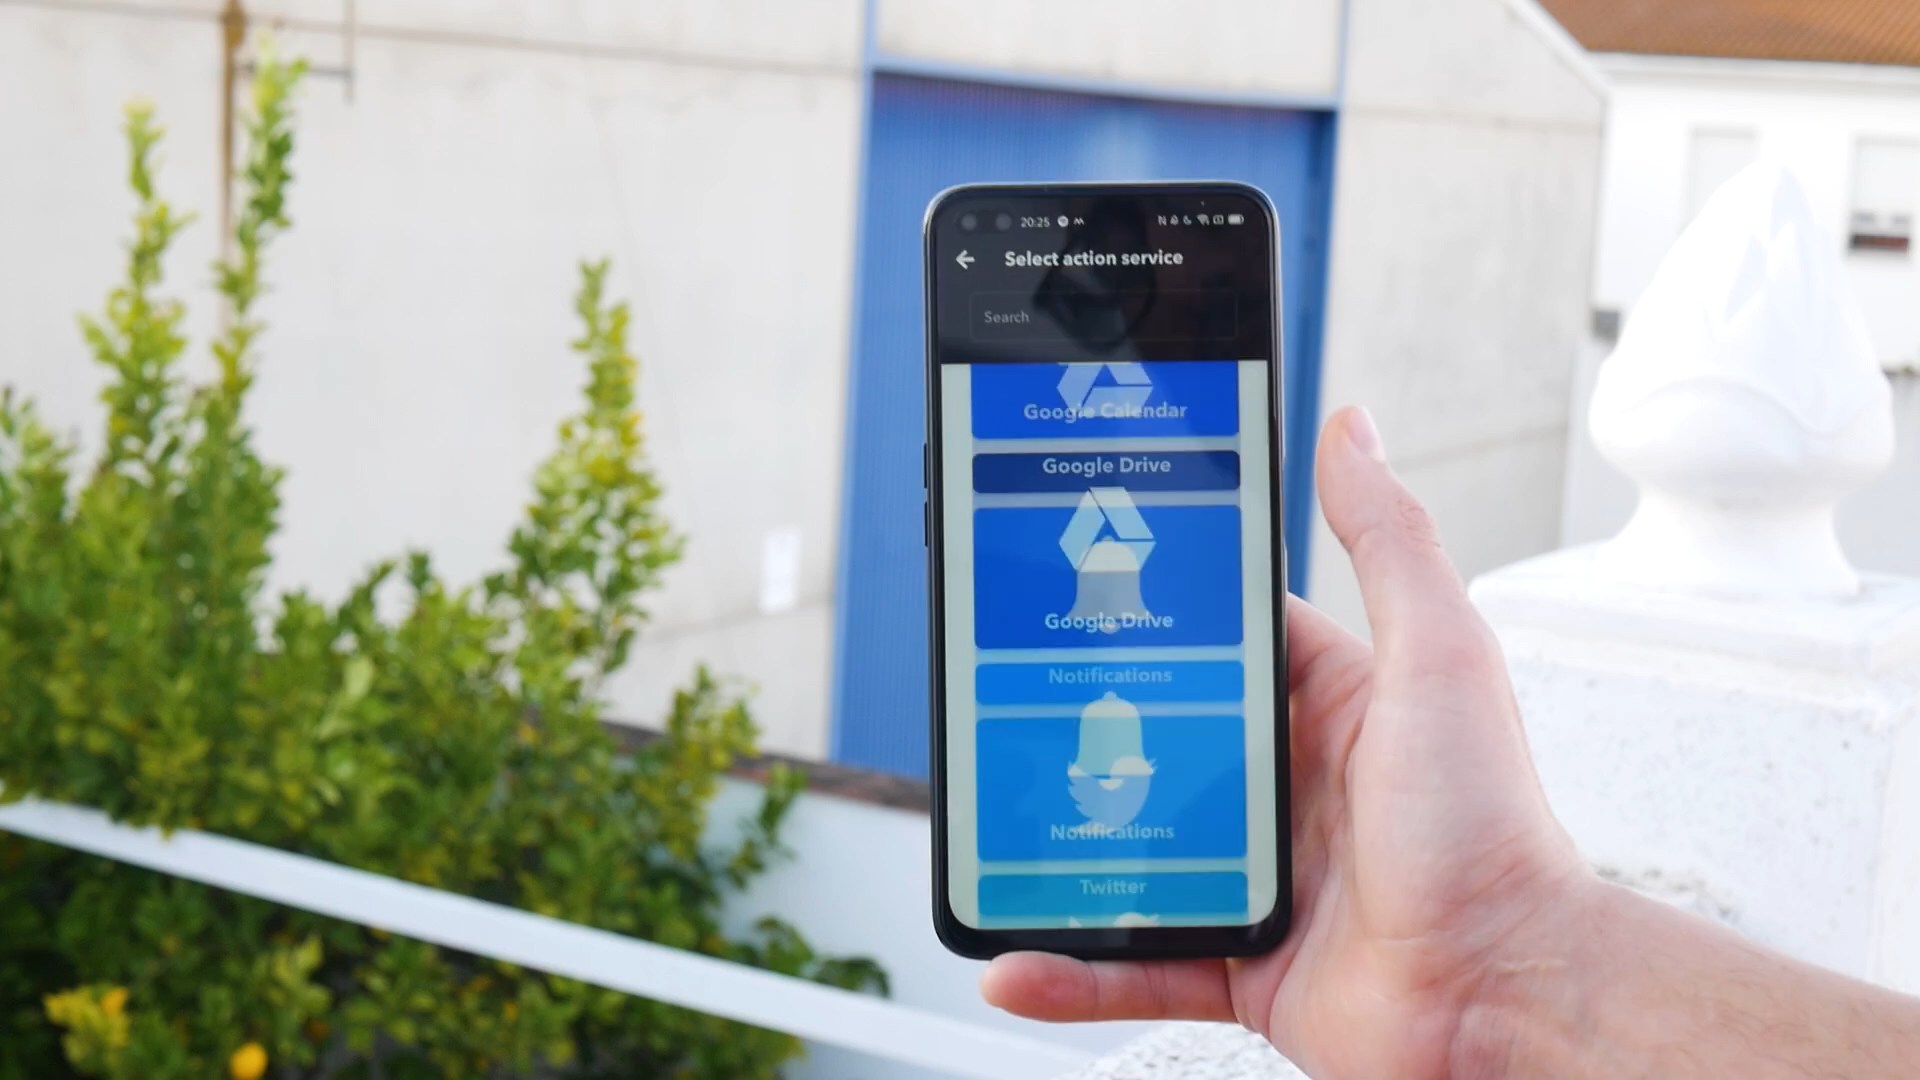 20:25
Select action service
Search
Google Calendar
Google Drive
Google Drive
Notifications
Notifications
Twitter